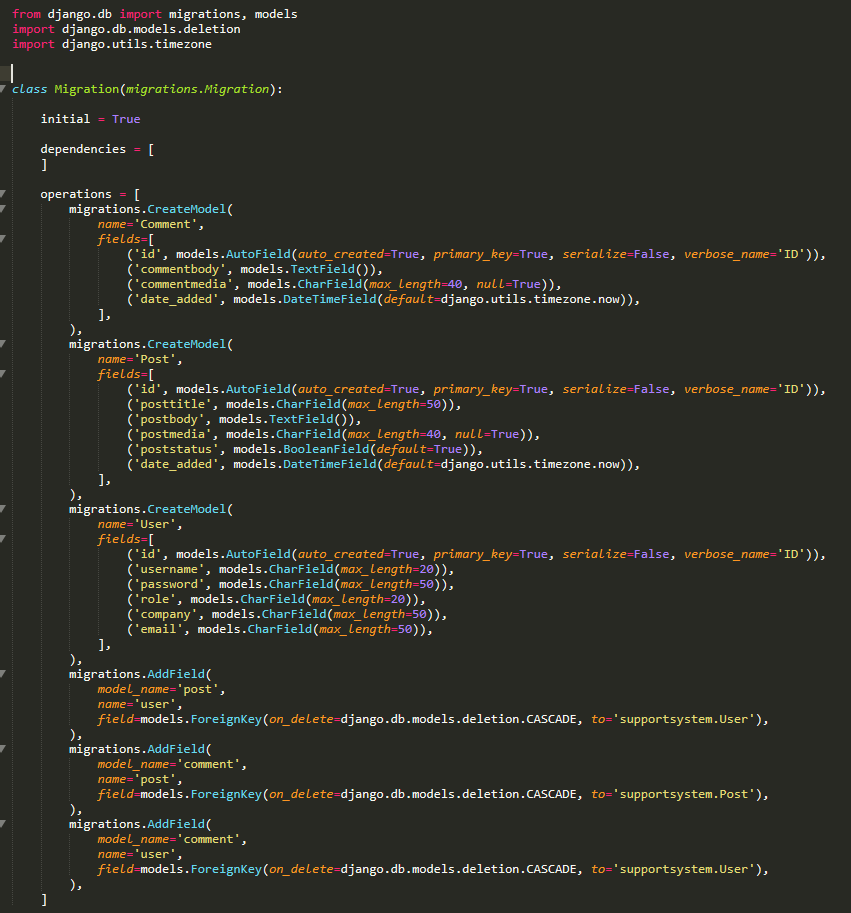 from django.db import migrations, models
import django.db.models.deletion
import django.utils.timezone
class Migration(migrations.Migration):
    initial = True
    dependencies = [
    ]
    operations = [
        migrations.CreateModel(
            name='Comment',
            fields=[
                ('id', models.AutoField(auto_created=True, primary_key=True, serialize=False, verbose_name='ID')),
                ('commentbody', models.TextField()),
                ('commentmedia', models.CharField(max_length=40, null=True)),
                ('date_added', models.DateTimeField(default=django.utils.timezone.now)),
            ],
        ),
        migrations.CreateModel(
            name='Post',
            fields=[
                ('id', models.AutoField(auto_created=True, primary_key=True, serialize=False, verbose_name='ID')),
                ('posttitle', models.CharField(max_length=50)),
                ('postbody', models.TextField()),
                ('postmedia', models.CharField(max_length=40, null=True)),
                ('poststatus', models.BooleanField(default=True)),
                ('date_added', models.DateTimeField(default=django.utils.timezone.now)),
            ],
        ),
        migrations.CreateModel(
            name='User',
            fields=[
                ('id', models.AutoField(auto_created=True, primary_key=True, serialize=False, verbose_name='ID')),
                ('username', models.CharField(max_length=20)),
                ('password', models.CharField(max_length=50)),
                ('role', models.CharField(max_length=20)),
                ('company', models.CharField(max_length=50)),
                ('email', models.CharField(max_length=50)),
            ],
        ),
        migrations.AddField(
            model_name='post',
            name='user',
            field=models.ForeignKey(on_delete=django.db.models.deletion.CASCADE, to='supportsystem.User'),
        ),
        migrations.AddField(
            model_name='comment',
            name='post',
            field=models.ForeignKey(on_delete=django.db.models.deletion.CASCADE, to='supportsystem.Post'),
        ),
        migrations.AddField(
            model_name='comment',
            name='user',
            field=models.ForeignKey(on_delete=django.db.models.deletion.CASCADE, to='supportsystem.User'),
        ),
    ]